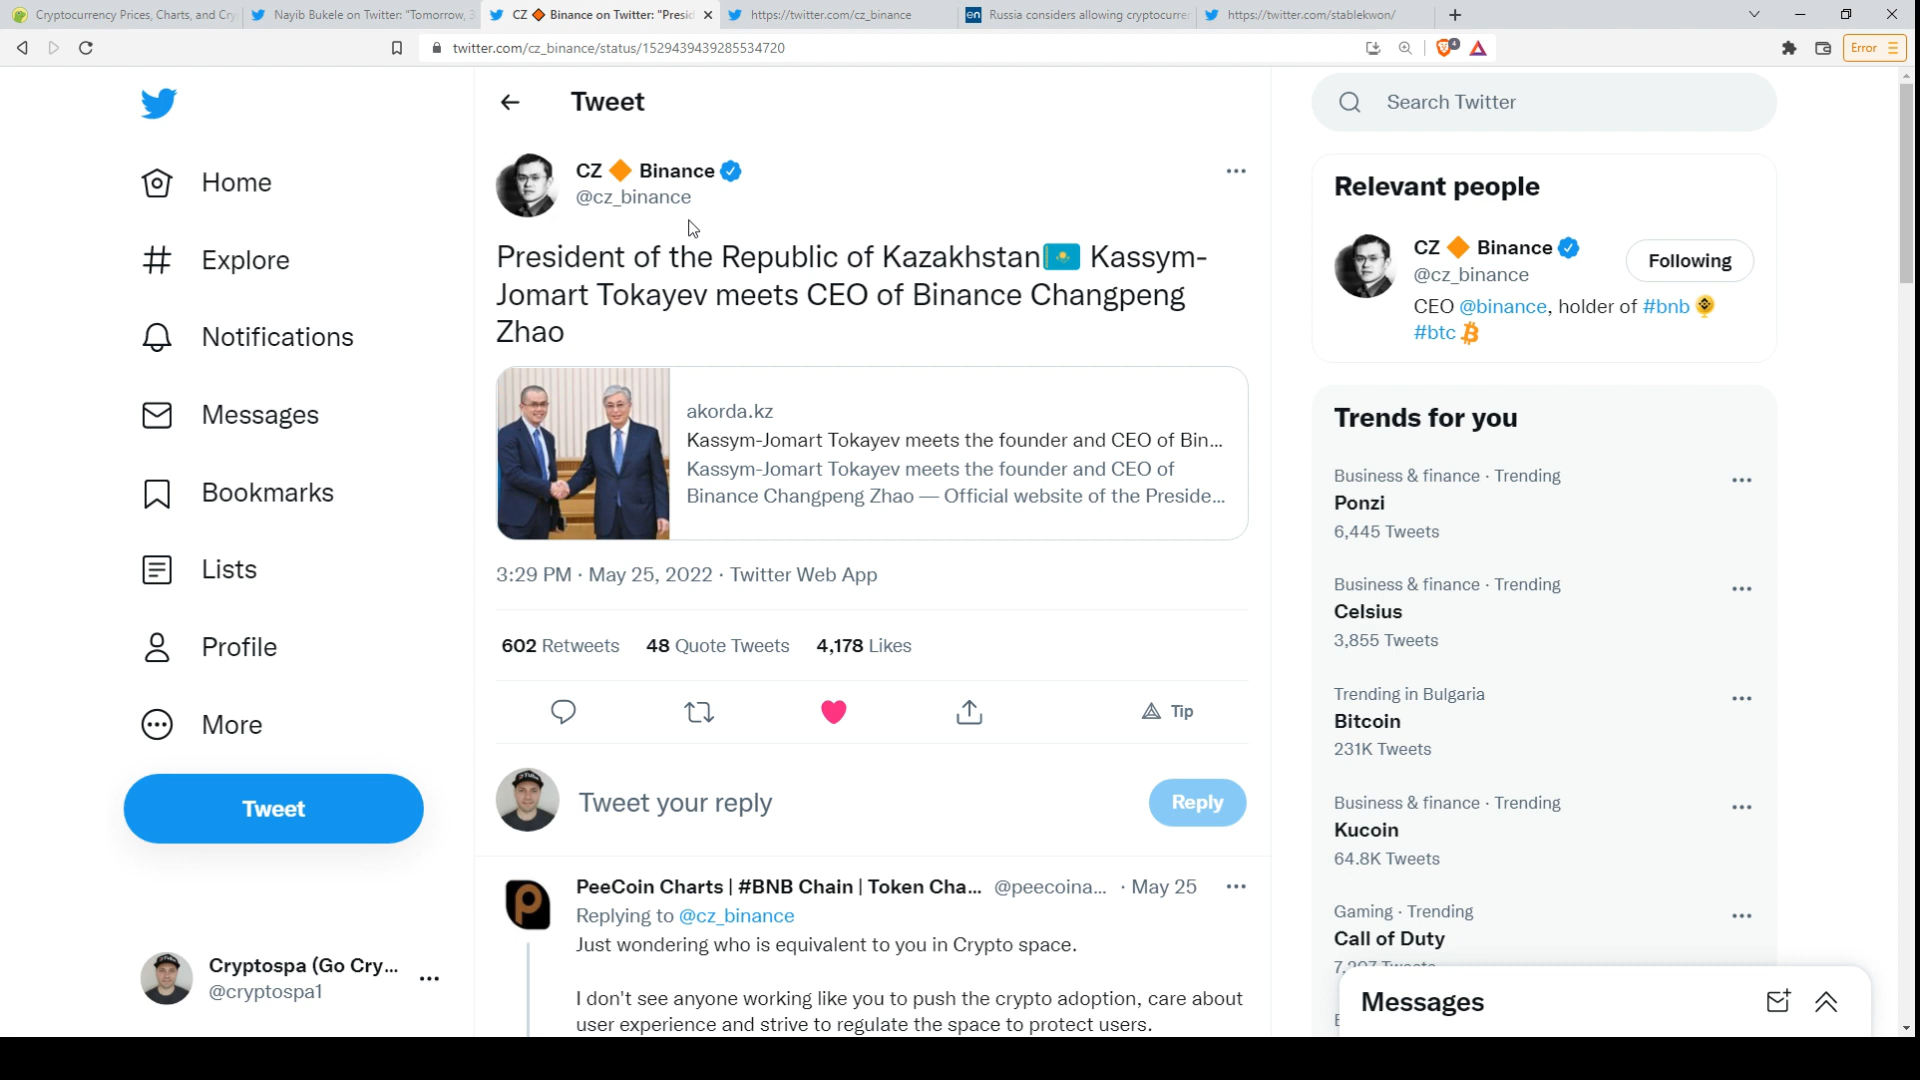 Cryptocurrency Prices, Charts, and Cry
Nayib Bukele on Twitter: "Tomorrow, 3
CZ 🔶 Binance on Twitter: "Presid
https://twitter.com/cz_binance
Russia considers allowing cryptocurre
https://twitter.com/stablekwon/
twitter.com/cz_binance/status/1529439439285534720
4
Error
Home
Explore
Notifications
Messages
Bookmarks
Lists
Profile
More
Tweet
Cryptospa (Go Cry...
@cryptospa1
Tweet
CZ 🔶 Binance
@cz_binance
President of the Republic of Kazakhstan🇰🇿 Kassym-
Jomart Tokayev meets CEO of Binance Changpeng
Zhao
akorda.kz
Kassym-Jomart Tokayev meets the founder and CEO of Bin...
Kassym-Jomart Tokayev meets the founder and CEO of
Binance Changpeng Zhao — Official website of the Preside...
3:29 PM · May 25, 2022 · Twitter Web App
602 Retweets 48 Quote Tweets 4,178 Likes
Tip
Tweet your reply
Reply
PeeCoin Charts | #BNB Chain | Token Cha... @peecoina... · May 25
Replying to @cz_binance
Just wondering who is equivalent to you in Crypto space.
I don't see anyone working like you to push the crypto adoption, care about
user experience and strive to regulate the space to protect users.
Search Twitter
Relevant people
CZ 🔶 Binance
@cz_binance
Following
CEO @binance, holder of #bnb
#btc
Trends for you
Business & finance · Trending
Ponzi
6,445 Tweets
Business & finance · Trending
Celsius
3,855 Tweets
Trending in Bulgaria
Bitcoin
231K Tweets
Business & finance · Trending
Kucoin
64.8K Tweets
Gaming · Trending
Call of Duty
Messages